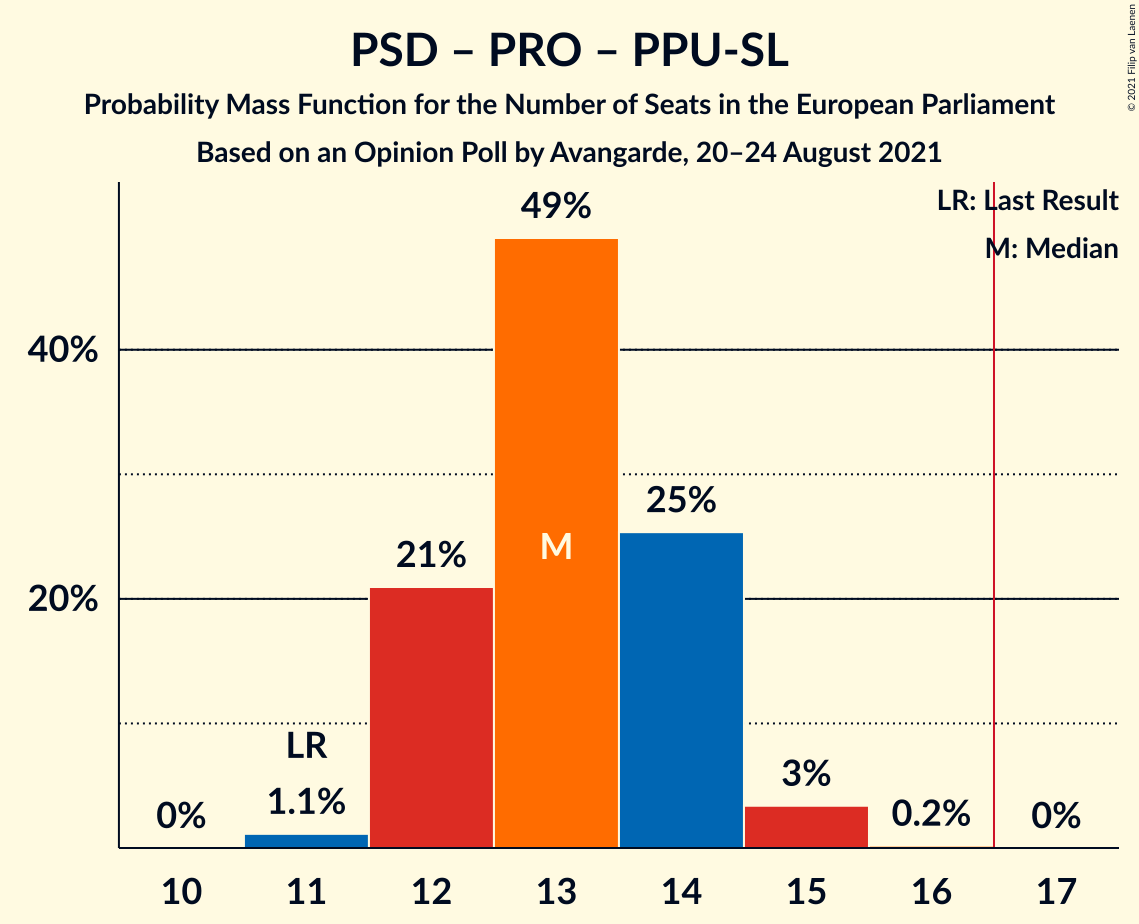 PSD – PRO – PPU-SL
Probability Mass Function for the Number of Seats in the European Parliament
Based on an Opinion Poll by Avangarde, 20–24 August 2021
© 2021 Filip van Laenen
LR: Last Result
M: Median
49%
40%
25%
21%
M
20%
LR
3%
0%
1.1%
0.2%
0%
10 11 12 13 14 15 16 17